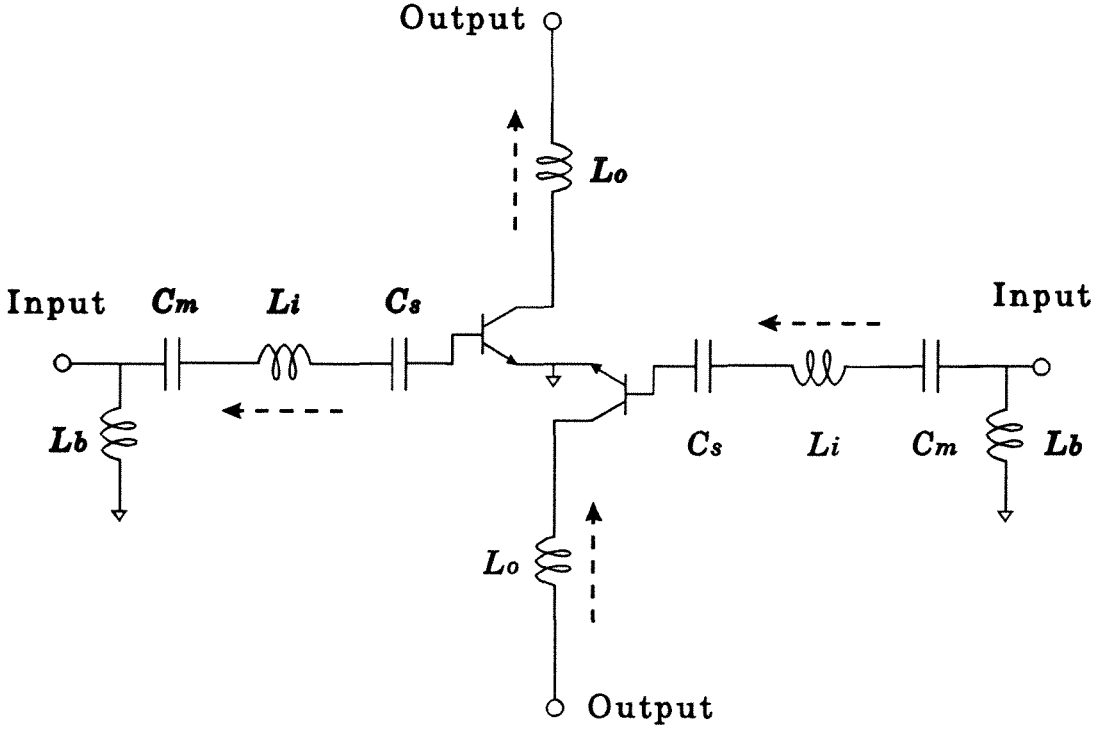 Output
Lo
Input Cm Li Cs
Input
Lb
Cs Li Cm Lb
Lo
Output